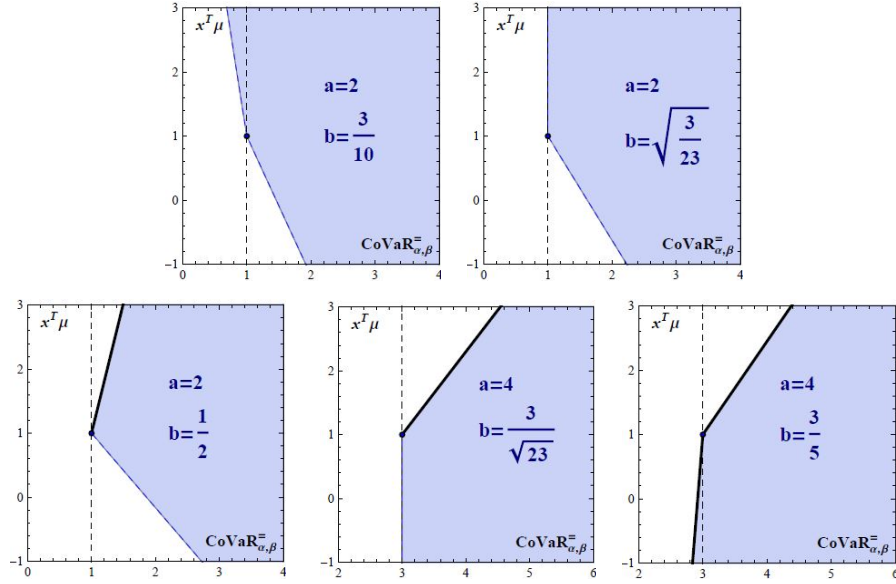 3
x^T μ
2
a=2
b=3/10
1
0
CoVaR^=_{α,β}
-1
0 1 2 3 4
3
x^T μ
2
a=2
b=√(3/23)
1
0
CoVaR^=_{α,β}
-1
0 1 2 3 4
3
x^T μ
2
a=2
b=1/2
1
0
CoVaR^=_{α,β}
-1
0 1 2 3 4
3
x^T μ
2
a=4
b=3/√23
1
0
CoVaR^=_{α,β}
-1
2 3 4 5 6
3
x^T μ
2
a=4
b=3/5
1
0
CoVaR^=_{α,β}
-1
2 3 4 5 6